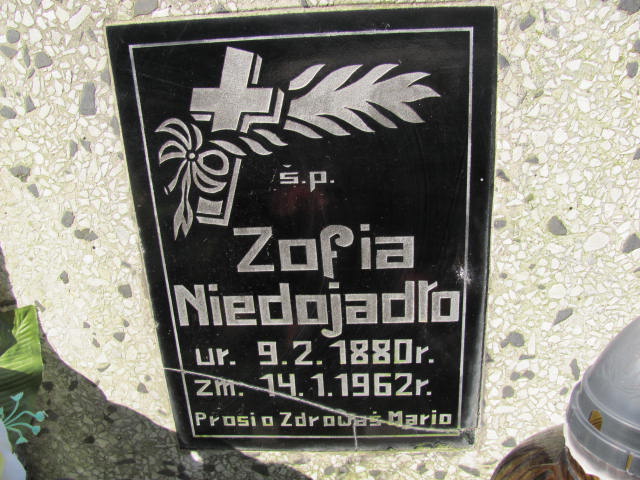 ś.p.
Zofia
Niedojadło
ur. 9.2.1880r.
zm. 14.1.1962r.
Prosi o Zdrowaś Mario